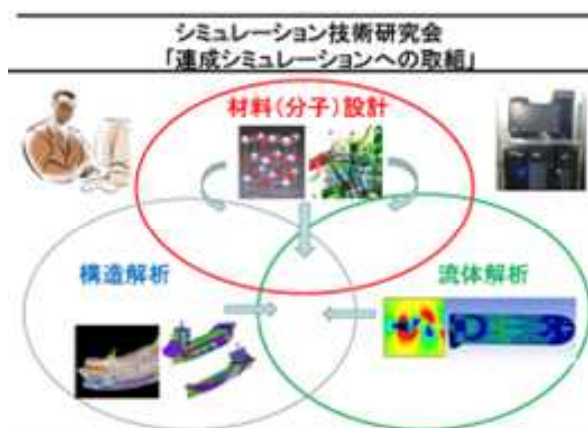 シミュレーション技術研究会
「連成シミュレーションへの取組」
材料(分子)設計
構造解析
流体解析